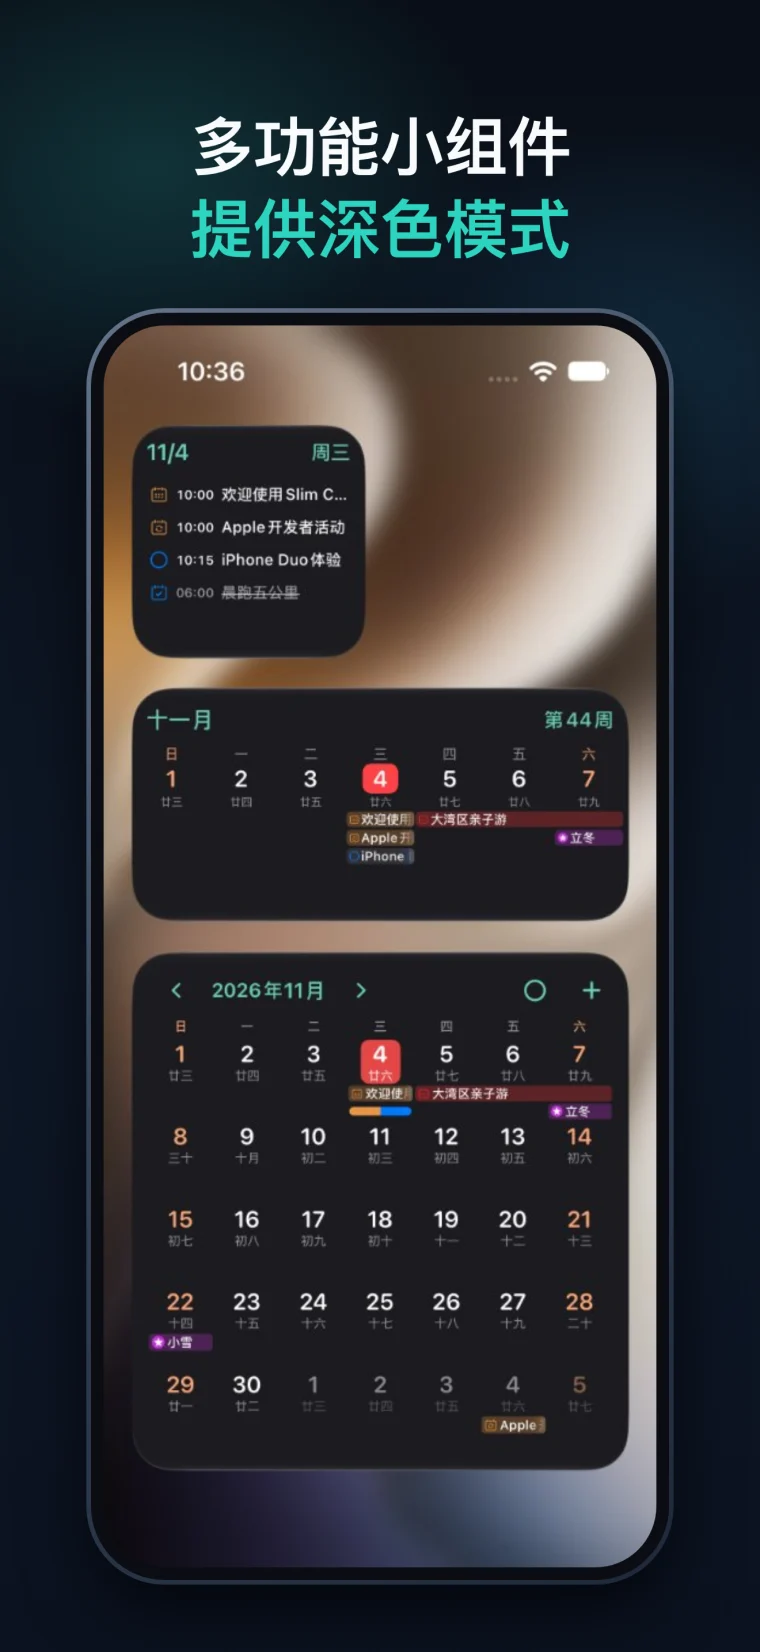 多功能小组件
提供深色模式
10:36
11/4 周三
10:00 欢迎使用Slim C...
10:00 Apple开发者活动
10:15 iPhone Duo体验
06:00 晨跑五公里
十一月 第44周
日 一 二 三 四 五 六
1 2 3 4 5 6 7
廿三 廿四 廿五 廿六 廿七 廿八 廿九
欢迎使用 大湾区亲子游
Apple开 立冬
iPhone
2026年11月
日 一 二 三 四 五 六
1 2 3 4 5 6 7
廿三 廿四 廿五 廿六 廿七 廿八 廿九
欢迎使用 大湾区亲子游
立冬
8 9 10 11 12 13 14
三十 十月 初二 初三 初四 初五 初六
15 16 17 18 19 20 21
初七 初八 初九 初十 十一 十二 十三
22 23 24 25 26 27 28
十四 十五 十六 十七 十八 十九 二十
小雪
29 30 1 2 3 4 5
廿一 廿二 廿三 廿四 廿五 廿六 廿七
Apple